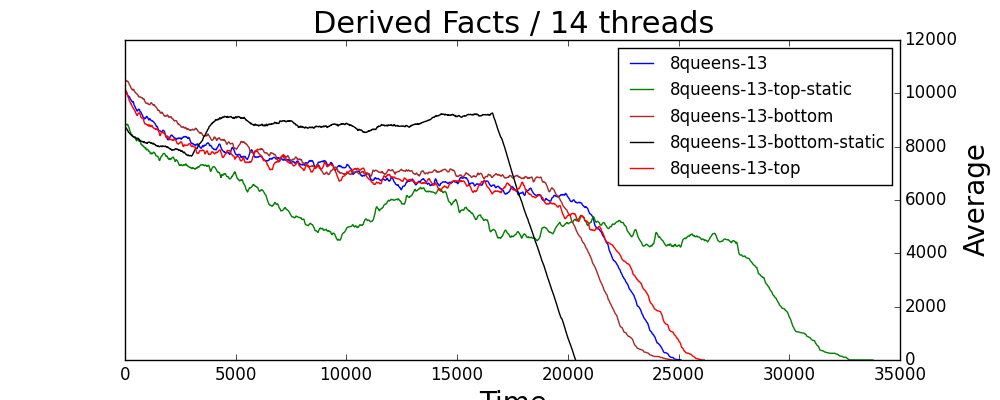 Derived Facts / 14 threads
12000
10000
8000
6000
4000
2000
0
Average
8queens-13
8queens-13-top-static
8queens-13-bottom
8queens-13-bottom-static
8queens-13-top
0 5000 10000 15000 20000 25000 30000 35000
Time